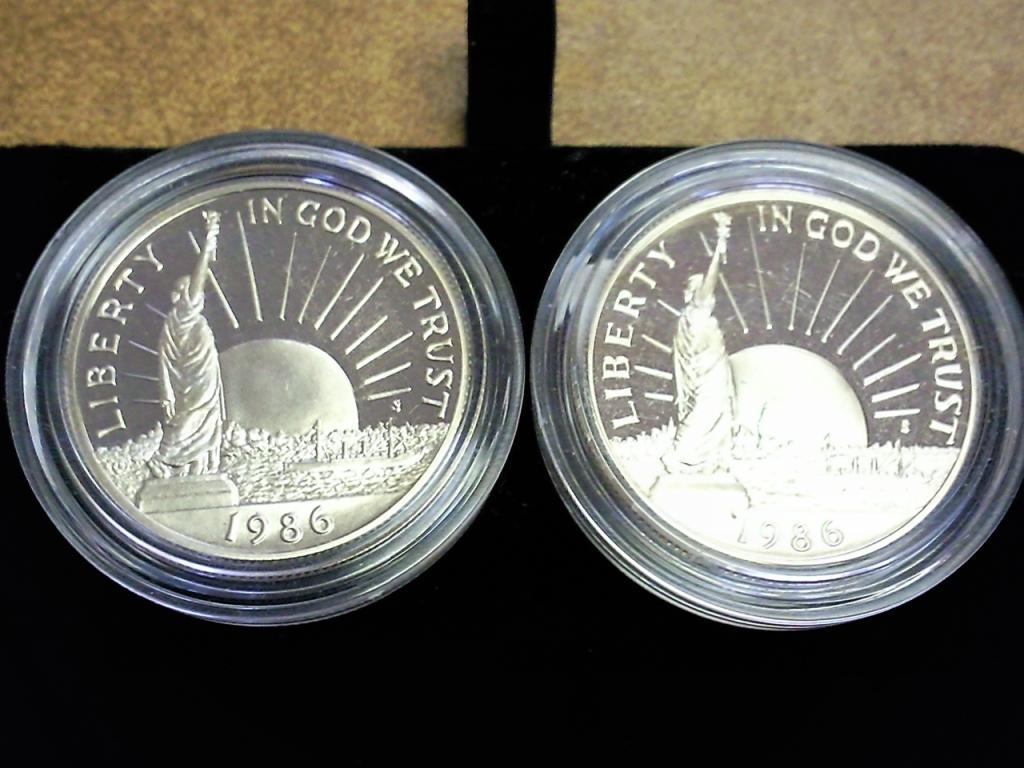 LIBERTY
IN GOD WE TRUST
1986
LIBERTY
IN GOD WE TRUST
S
1986